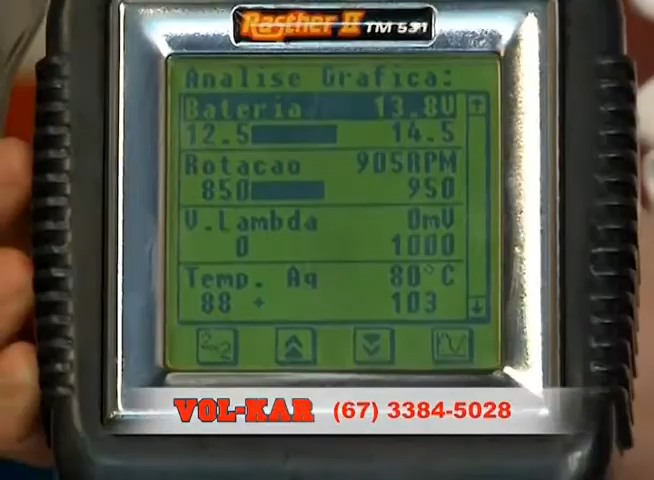 Rasther II TM 531
Analise Grafica:
Bateria 13.8V
12.5 14.5
Rotacao 905RPM
850 950
V.Lambda 0mV
0 1000
Temp. Aq 80°C
88 + 103
VOL-KAR (67) 3384-5028